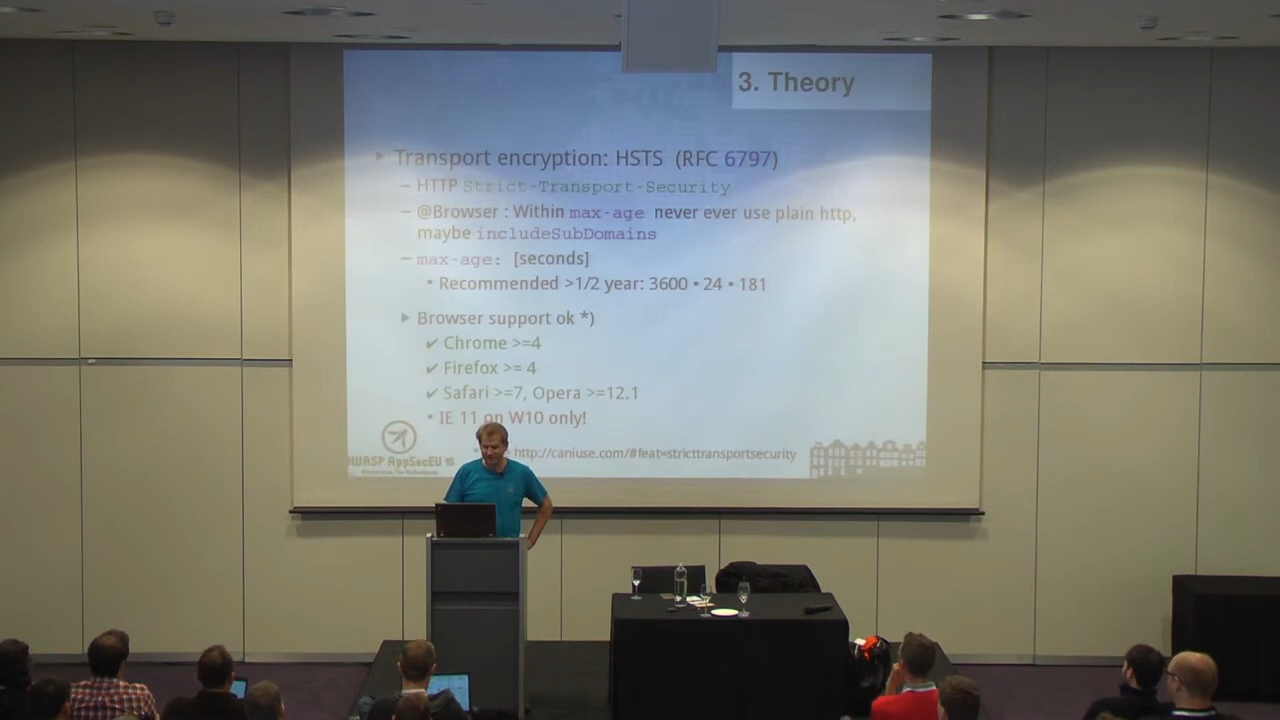 3. Theory
Transport encryption: HSTS (RFC 6797)
– HTTP Strict-Transport-Security
– @Browser : Within max-age never ever use plain http,
maybe includeSubDomains
– max-age: [seconds]
• Recommended >1/2 year: 3600 • 24 • 181
Browser support ok *)
✔ Chrome >=4
✔ Firefox >= 4
✔ Safari >=7, Opera >=12.1
• IE 11 on W10 only!
http://caniuse.com/#feat=stricttransportsecurity
OWASP AppSecEU 15